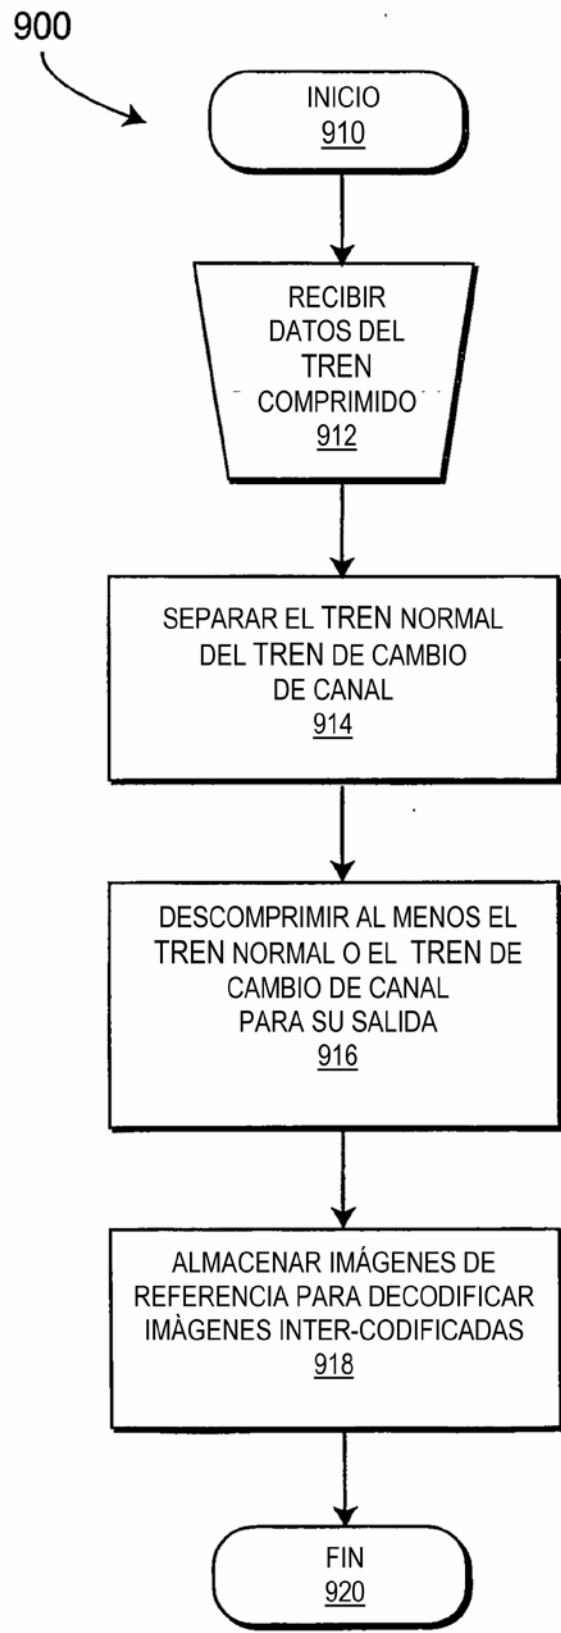 900
INICIO
910
RECIBIR
DATOS DEL
TREN
COMPRIMIDO
912
SEPARAR EL TREN NORMAL
DEL TREN DE CAMBIO
DE CANAL
914
DESCOMPRIMIR AL MENOS EL
TREN NORMAL O EL TREN DE
CAMBIO DE CANAL
PARA SU SALIDA
916
ALMACENAR IMÁGENES DE
REFERENCIA PARA DECODIFICAR
IMÀGENES INTER-CODIFICADAS
918
FIN
920